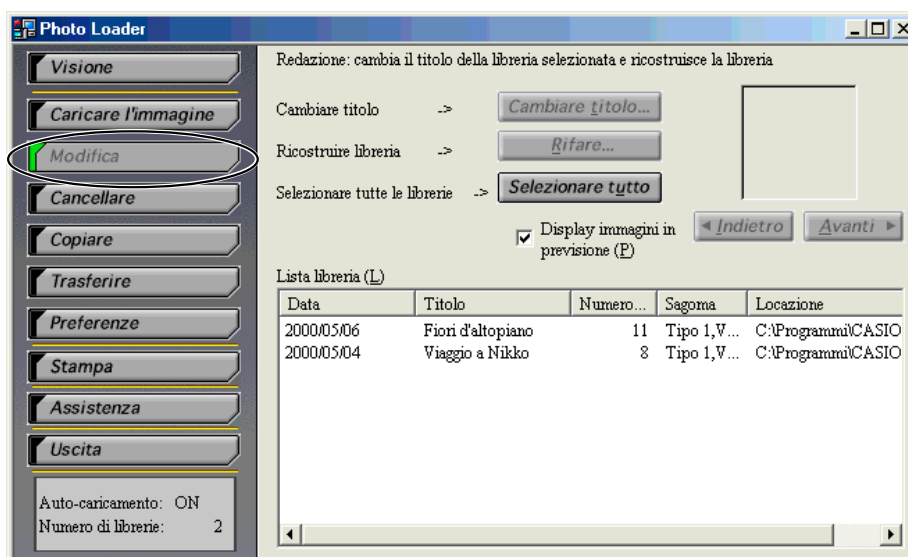 Photo Loader
Visione
Caricare l'immagine
Modifica
Cancellare
Copiare
Trasferire
Preferenze
Stampa
Assistenza
Uscita
Auto-caricamento: ON
Numero di librerie: 2
Redazione: cambia il titolo della libreria selezionata e ricostruisce la libreria
Cambiare titolo -> Cambiare titolo...
Ricostruire libreria -> Rifare...
Selezionare tutte le librerie -> Selezionare tutto
Display immagini in
previsione (P)
Indietro Avanti
Lista libreria (L)
Data Titolo Numero... Sagoma Locazione
2000/05/06 Fiori d'altopiano 11 Tipo 1,V... C:\Programmi\CASIO
2000/05/04 Viaggio a Nikko 8 Tipo 1,V... C:\Programmi\CASIO